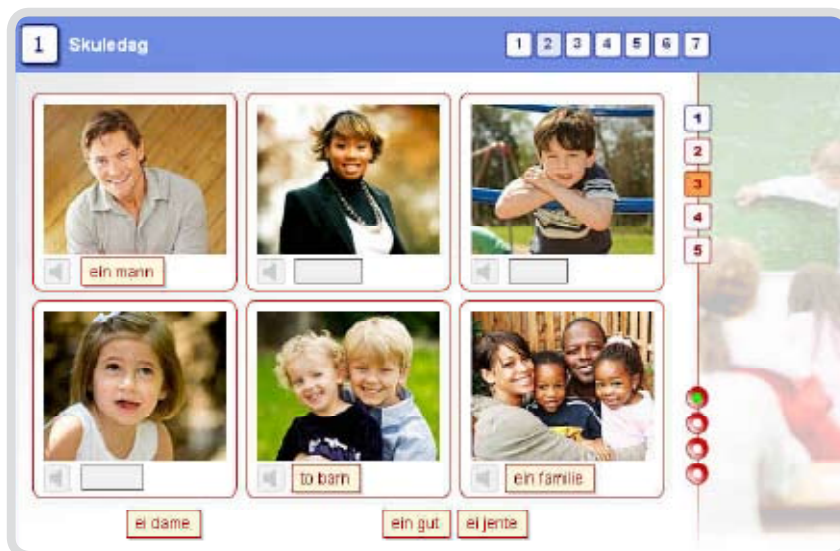 1 Skuledag 1 2 3 4 5 6 7
1
2
3
4
5
ein mann
to barn
ein familie
ei dame
ein gut
ei jente